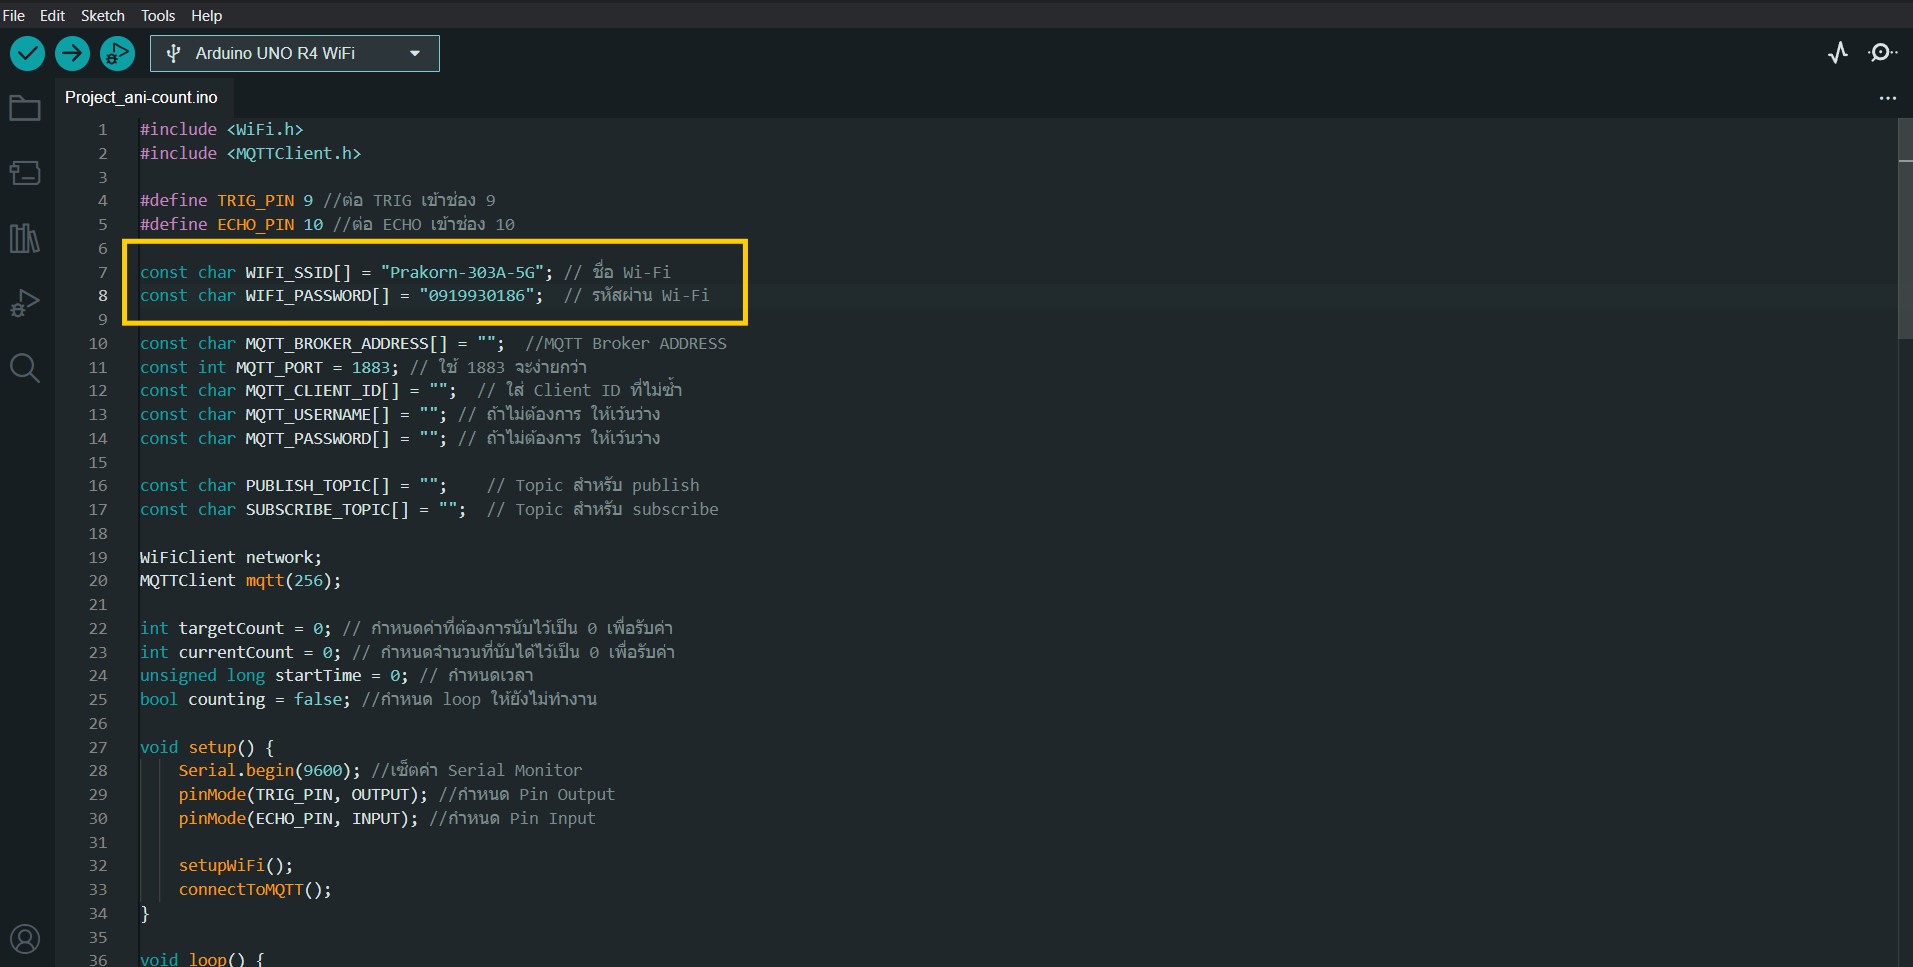 File Edit Sketch Tools Help
Arduino UNO R4 WiFi
Project_ani-count.ino
...
1 #include <WiFi.h>
2 #include <MQTTClient.h>
3
4 #define TRIG_PIN 9 //ต่อ TRIG เข้าช่อง 9
5 #define ECHO_PIN 10 //ต่อ ECHO เข้าช่อง 10
6
7 const char WIFI_SSID[] = "Prakorn-303A-5G"; // ชื่อ Wi-Fi
8 const char WIFI_PASSWORD[] = "0919930186";  // รหัสผ่าน Wi-Fi
9
10 const char MQTT_BROKER_ADDRESS[] = "";  //MQTT Broker ADDRESS
11 const int MQTT_PORT = 1883; // ใช้ 1883 จะง่ายกว่า
12 const char MQTT_CLIENT_ID[] = "";  // ใส่ Client ID ที่ไม่ซ้ำ
13 const char MQTT_USERNAME[] = ""; // ถ้าไม่ต้องการ ให้เว้นว่าง
14 const char MQTT_PASSWORD[] = ""; // ถ้าไม่ต้องการ ให้เว้นว่าง
15
16 const char PUBLISH_TOPIC[] = "";    // Topic สำหรับ publish
17 const char SUBSCRIBE_TOPIC[] = "";  // Topic สำหรับ subscribe
18
19 WiFiClient network;
20 MQTTClient mqtt(256);
21
22 int targetCount = 0; // กำหนดค่าที่ต้องการนับไว้เป็น 0 เพื่อรับค่า
23 int currentCount = 0; // กำหนดจำนวนที่นับได้ไว้เป็น 0 เพื่อรับค่า
24 unsigned long startTime = 0; // กำหนดเวลา
25 bool counting = false; //กำหนด loop ให้ยังไม่ทำงาน
26
27 void setup() {
28     Serial.begin(9600); //เซ็ตค่า Serial Monitor
29     pinMode(TRIG_PIN, OUTPUT); //กำหนด Pin Output
30     pinMode(ECHO_PIN, INPUT); //กำหนด Pin Input
31
32     setupWiFi();
33     connectToMQTT();
34 }
35
36 void loop() {